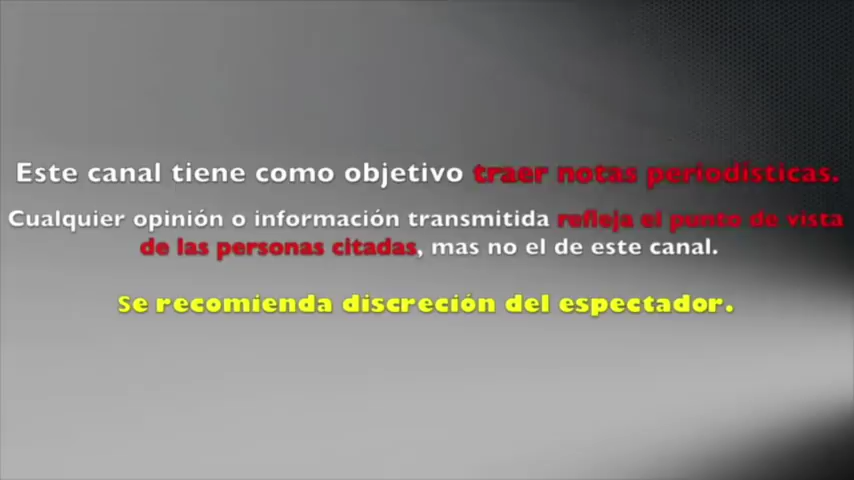 Este canal tiene como objetivo traer notas periodísticas.
Cualquier opinión o información transmitida refleja el punto de vista
de las personas citadas, mas no el de este canal.
Se recomienda discreción del espectador.